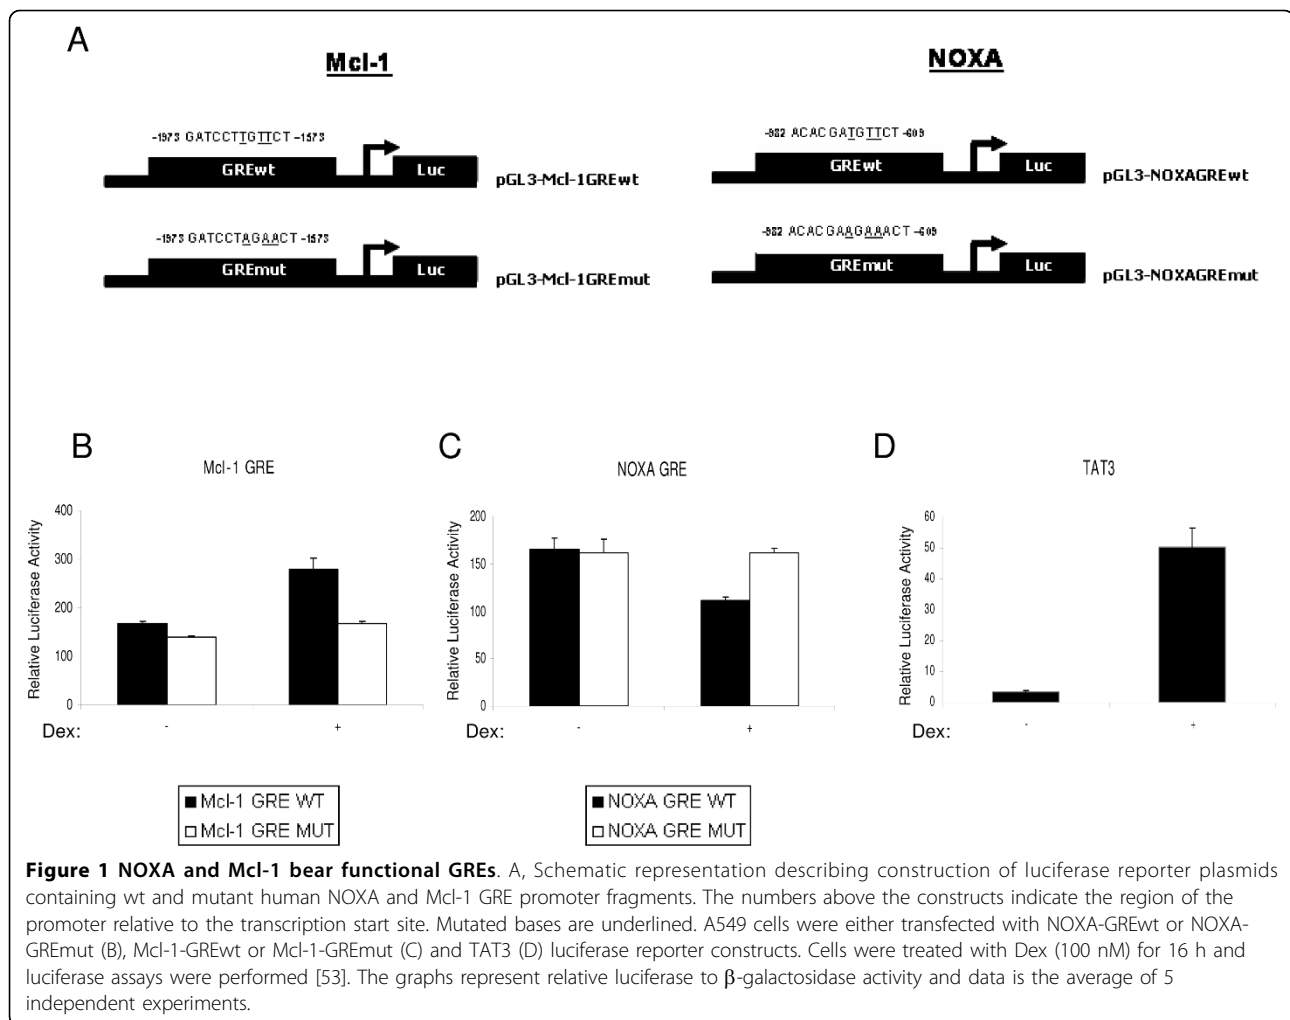 A
Mcl-1
NOXA
-1973 GATCCTTGTTCT -1573
GREwt
Luc
pGL3-Mcl-1GREwt
-982 ACACGATGTTCT -609
GREwt
Luc
pGL3-NOXAGREwt
-1973 GATCCTAGAACT -1573
GREmut
Luc
pGL3-Mcl-1GREmut
-982 ACACGAAGAAACT -609
GREmut
Luc
pGL3-NOXAGREmut
B
Mcl-1 GRE
Relative Luciferase Activity
400
300
200
100
0
Dex: - +
Mcl-1 GRE WT
Mcl-1 GRE MUT
C
NOXA GRE
Relative Luciferase Activity
200
150
100
50
0
Dex: - +
NOXA GRE WT
NOXA GRE MUT
D
TAT3
Relative Luciferase Activity
60
50
40
30
20
10
0
Dex: - +
Figure 1 NOXA and Mcl-1 bear functional GREs. A, Schematic representation describing construction of luciferase reporter plasmids
containing wt and mutant human NOXA and Mcl-1 GRE promoter fragments. The numbers above the constructs indicate the region of the
promoter relative to the transcription start site. Mutated bases are underlined. A549 cells were either transfected with NOXA-GREwt or NOXA-
GREmut (B), Mcl-1-GREwt or Mcl-1-GREmut (C) and TAT3 (D) luciferase reporter constructs. Cells were treated with Dex (100 nM) for 16 h and
luciferase assays were performed [53]. The graphs represent relative luciferase to β-galactosidase activity and data is the average of 5
independent experiments.